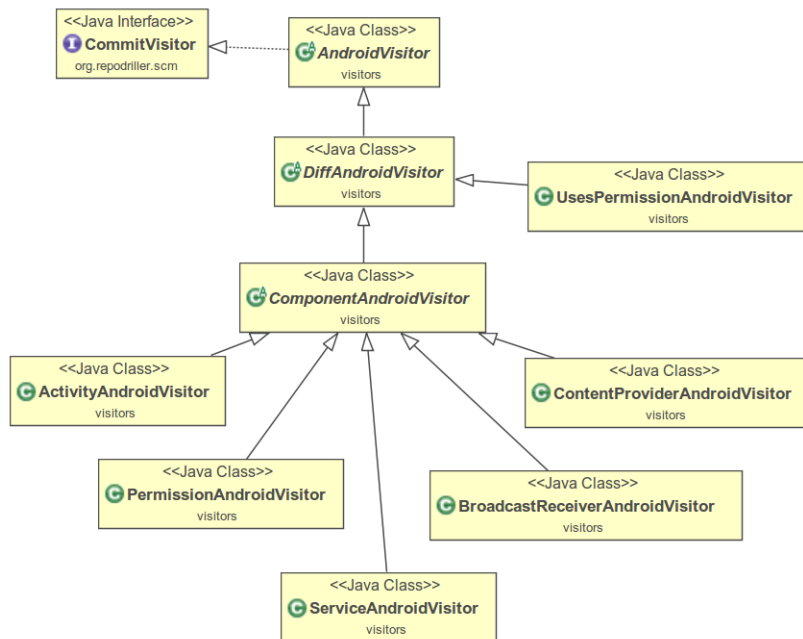 <<Java Interface>>
CommitVisitor
org.repodriller.scm
<<Java Class>>
AndroidVisitor
visitors
<<Java Class>>
DiffAndroidVisitor
visitors
<<Java Class>>
UsesPermissionAndroidVisitor
visitors
<<Java Class>>
ComponentAndroidVisitor
visitors
<<Java Class>>
ActivityAndroidVisitor
visitors
<<Java Class>>
ContentProviderAndroidVisitor
visitors
<<Java Class>>
PermissionAndroidVisitor
visitors
<<Java Class>>
BroadcastReceiverAndroidVisitor
visitors
<<Java Class>>
ServiceAndroidVisitor
visitors